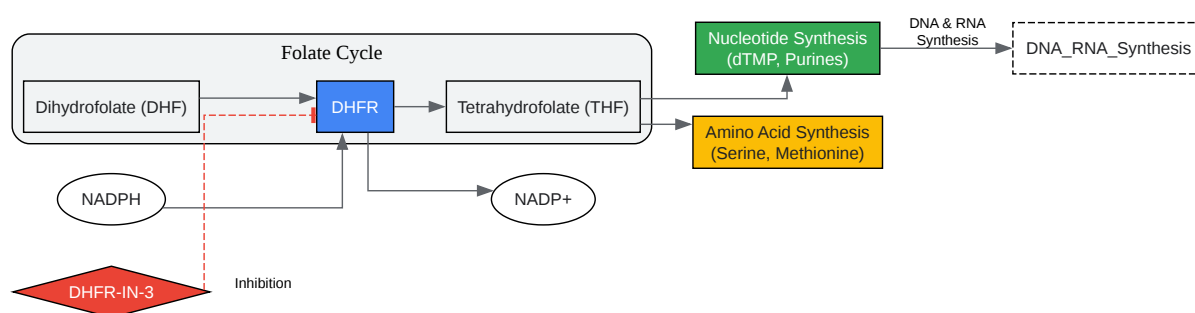 Folate Cycle
Dihydrofolate (DHF)
DHFR
Tetrahydrofolate (THF)
Nucleotide Synthesis
(dTMP, Purines)
DNA & RNA
Synthesis
DNA_RNA_Synthesis
Amino Acid Synthesis
(Serine, Methionine)
NADPH
NADP+
DHFR-IN-3
Inhibition